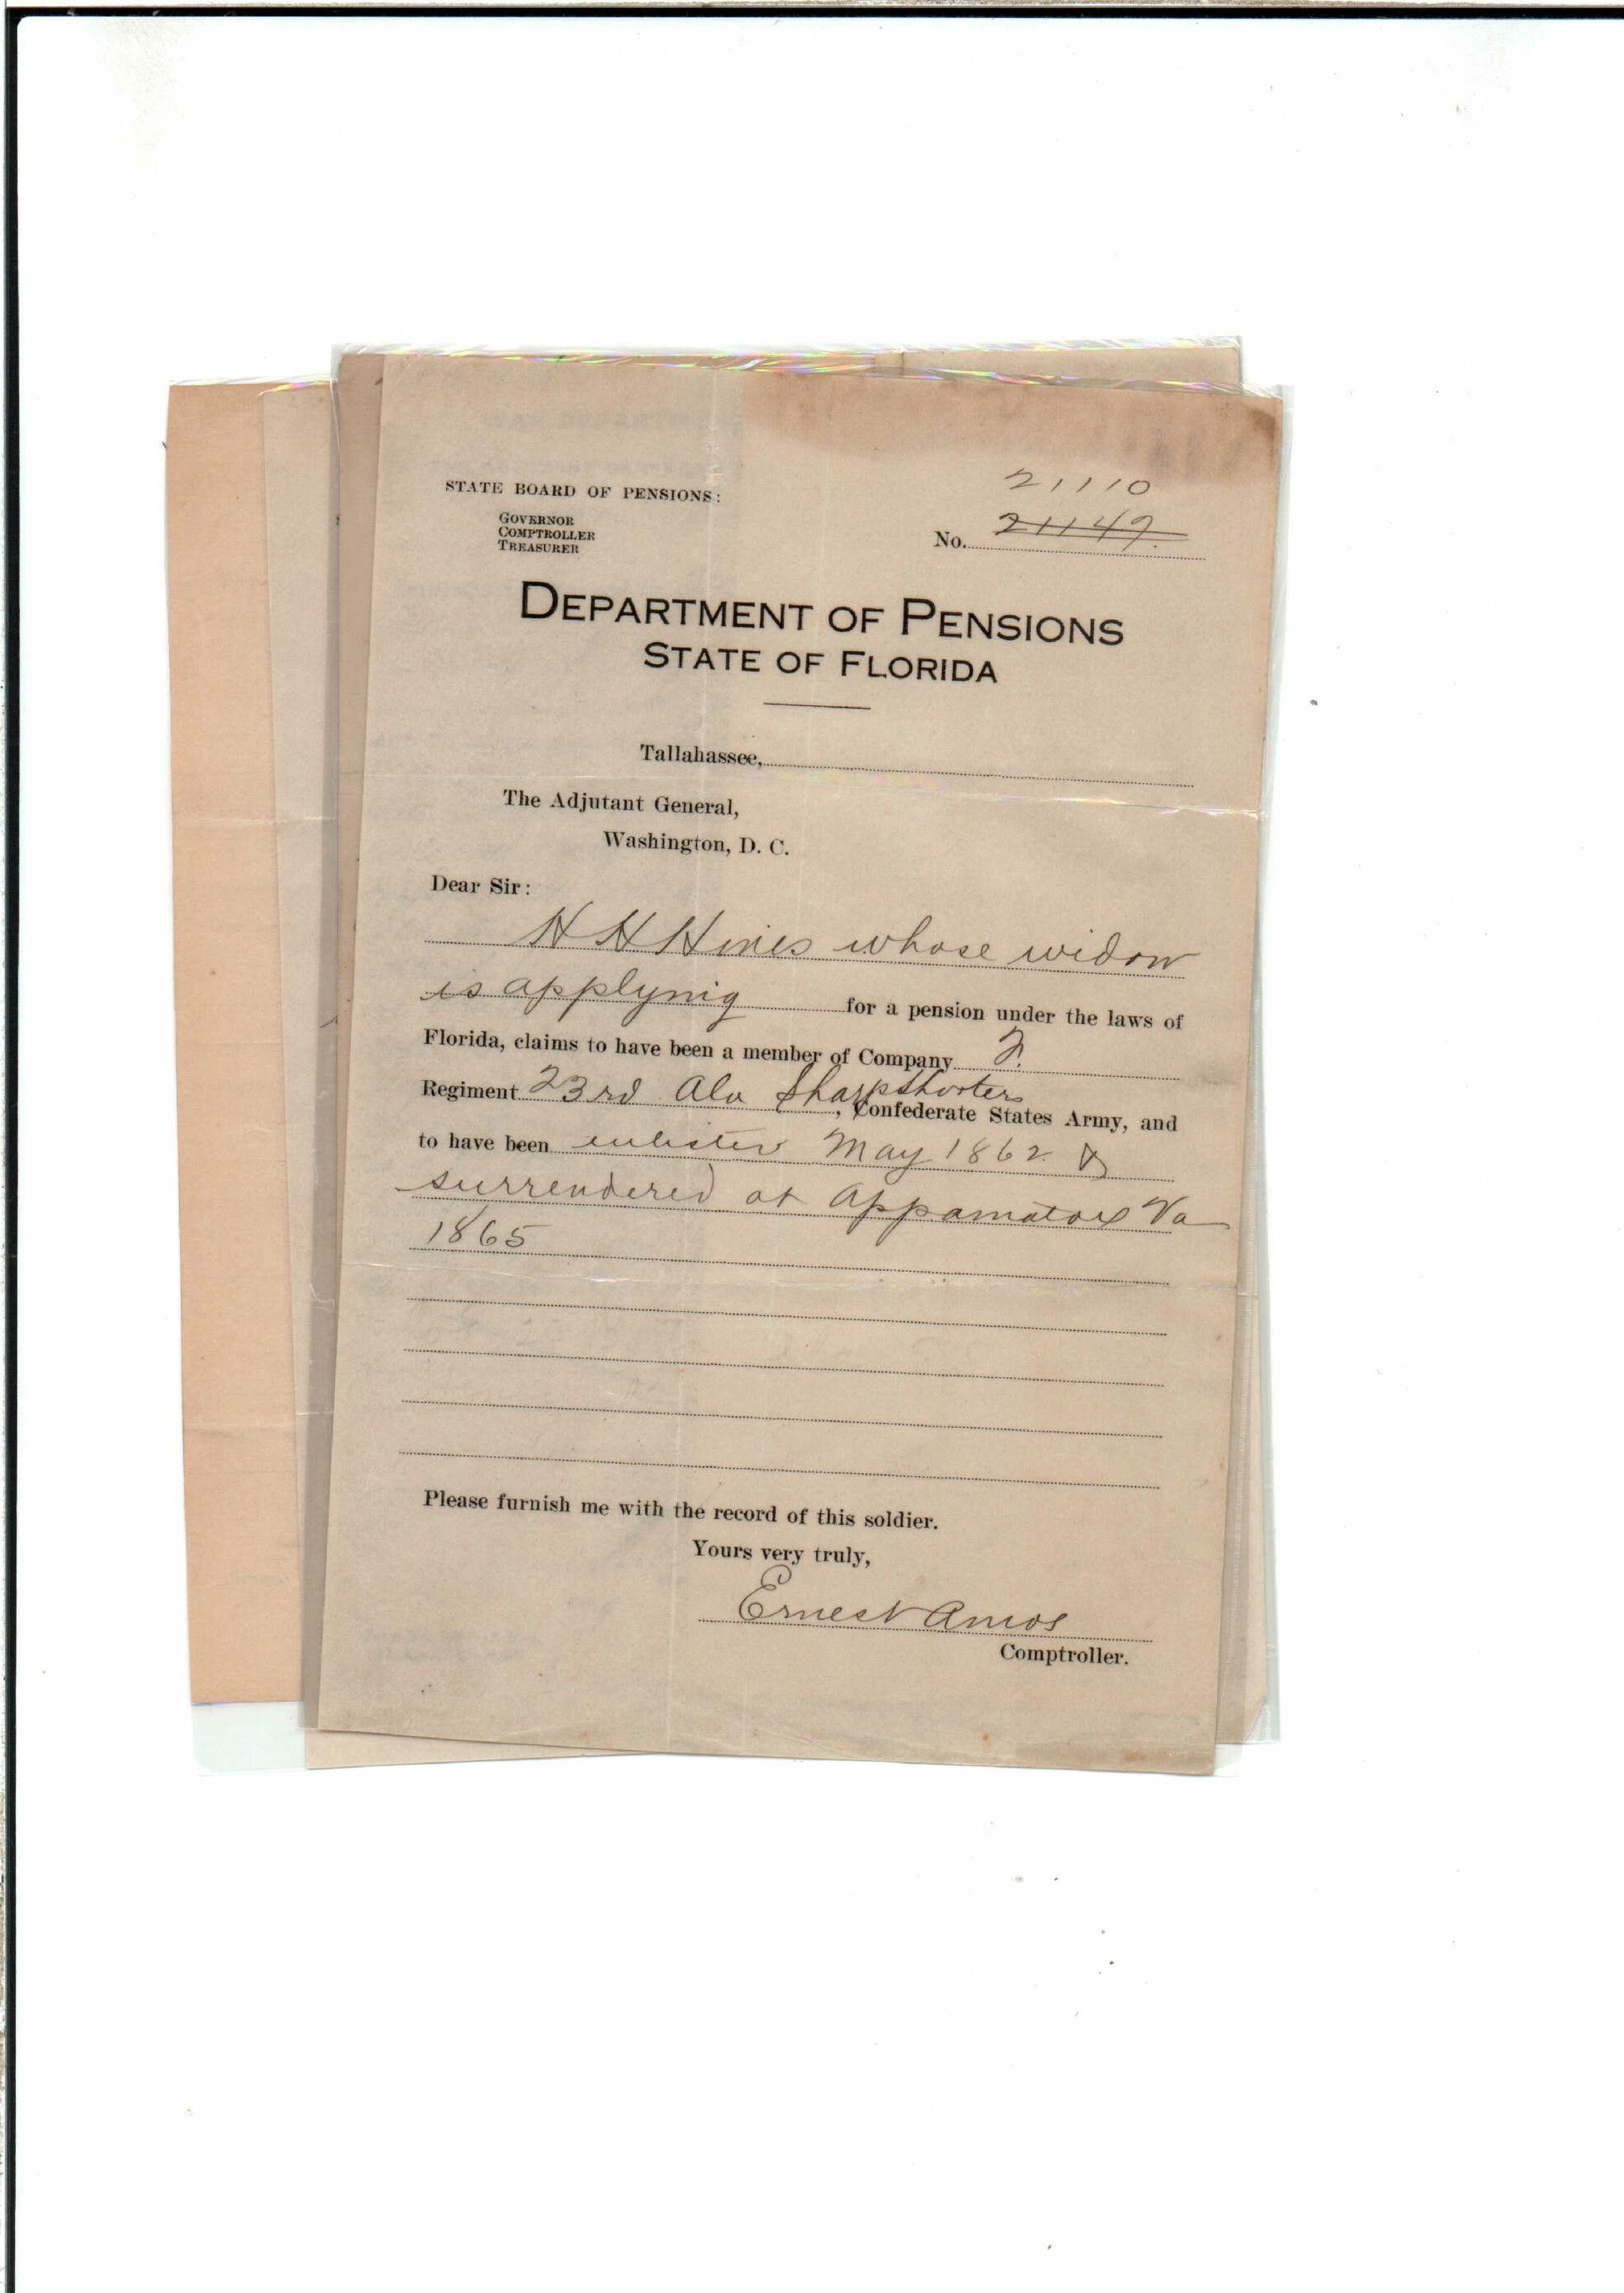 STATE BOARD OF PENSIONS:
GOVERNOR
COMPTROLLER
TREASURER
21110
No. 21149.
DEPARTMENT OF PENSIONS
STATE OF FLORIDA
Tallahassee,
The Adjutant General,
Washington, D. C.
Dear Sir:
H H Hines whose widow
is applynig for a pension under the laws of
Florida, claims to have been a member of Company
Regiment 23rd Ala Sharpshooters, Confederate States Army, and
to have been enlisted May 1862 &
surrendered at Appamatox Va
1865
Please furnish me with the record of this soldier.
Yours very truly,
Ernest Amos
Comptroller.